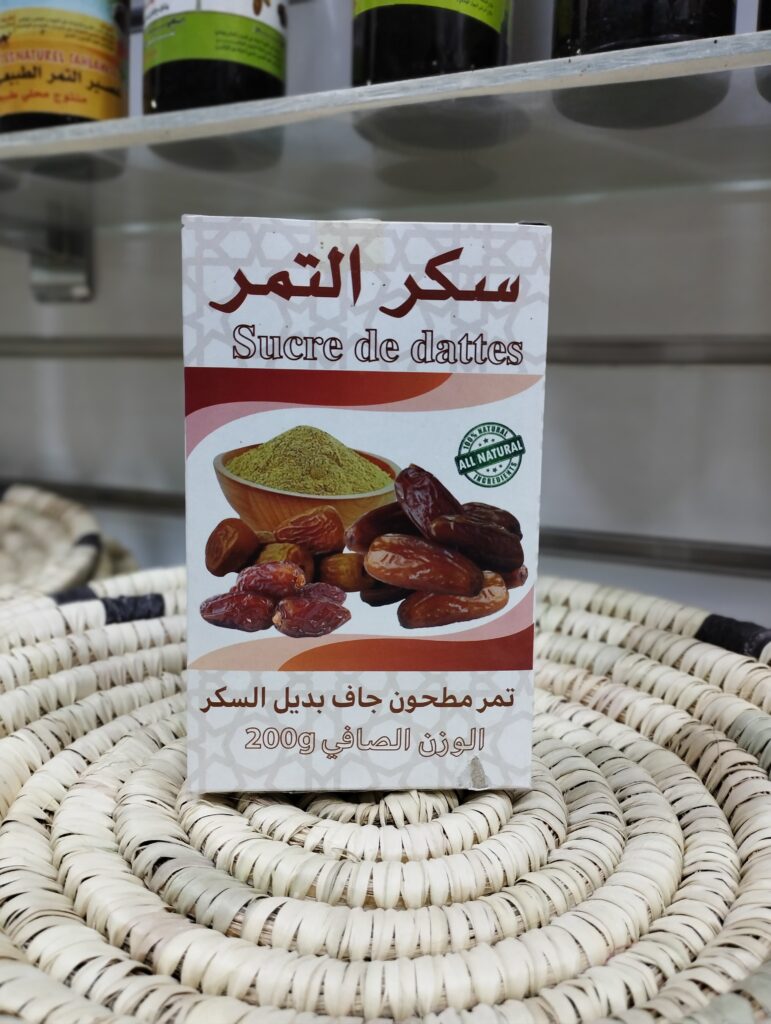 سكر التمر
Sucre de dattes
100% NATURAL
ALL NATURAL
INGREDIENTS
تمر مطحون جاف بديل السكر
الوزن الصافي 200g